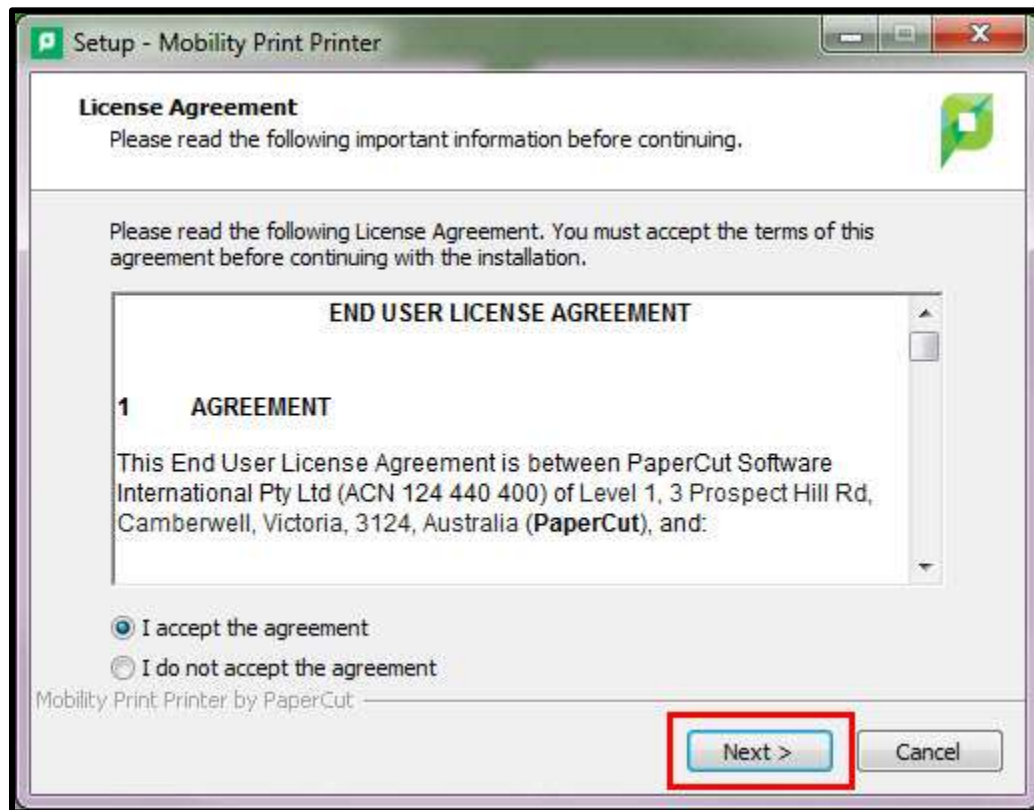 Setup - Mobility Print Printer
License Agreement
Please read the following important information before continuing.
Please read the following License Agreement. You must accept the terms of this
agreement before continuing with the installation.
END USER LICENSE AGREEMENT
1 AGREEMENT
This End User License Agreement is between PaperCut Software
International Pty Ltd (ACN 124 440 400) of Level 1, 3 Prospect Hill Rd,
Camberwell, Victoria, 3124, Australia (PaperCut), and:
I accept the agreement
I do not accept the agreement
Mobility Print Printer by PaperCut
Next >
Cancel